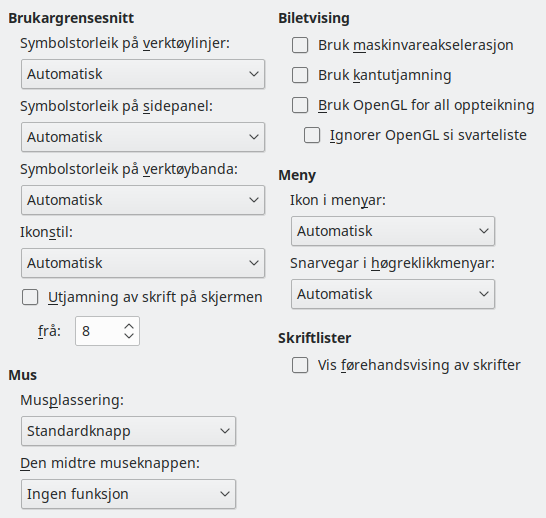 Brukargrensesnitt
Symbolstorleik på verktøylinjer:
Automatisk
Symbolstorleik på sidepanel:
Automatisk
Symbolstorleik på verktøybanda:
Automatisk
Ikonstil:
Automatisk
Utjamning av skrift på skjermen
frå: 8
Mus
Musplassering:
Standardknapp
Den midtre museknappen:
Ingen funksjon
Biletvising
Bruk maskinvareakselerasjon
Bruk kantutjamning
Bruk OpenGL for all oppteikning
Ignorer OpenGL si svarteliste
Meny
Ikon i menyar:
Automatisk
Snarvegar i høgreklikkmenyar:
Automatisk
Skriftlister
Vis førehandsvising av skrifter